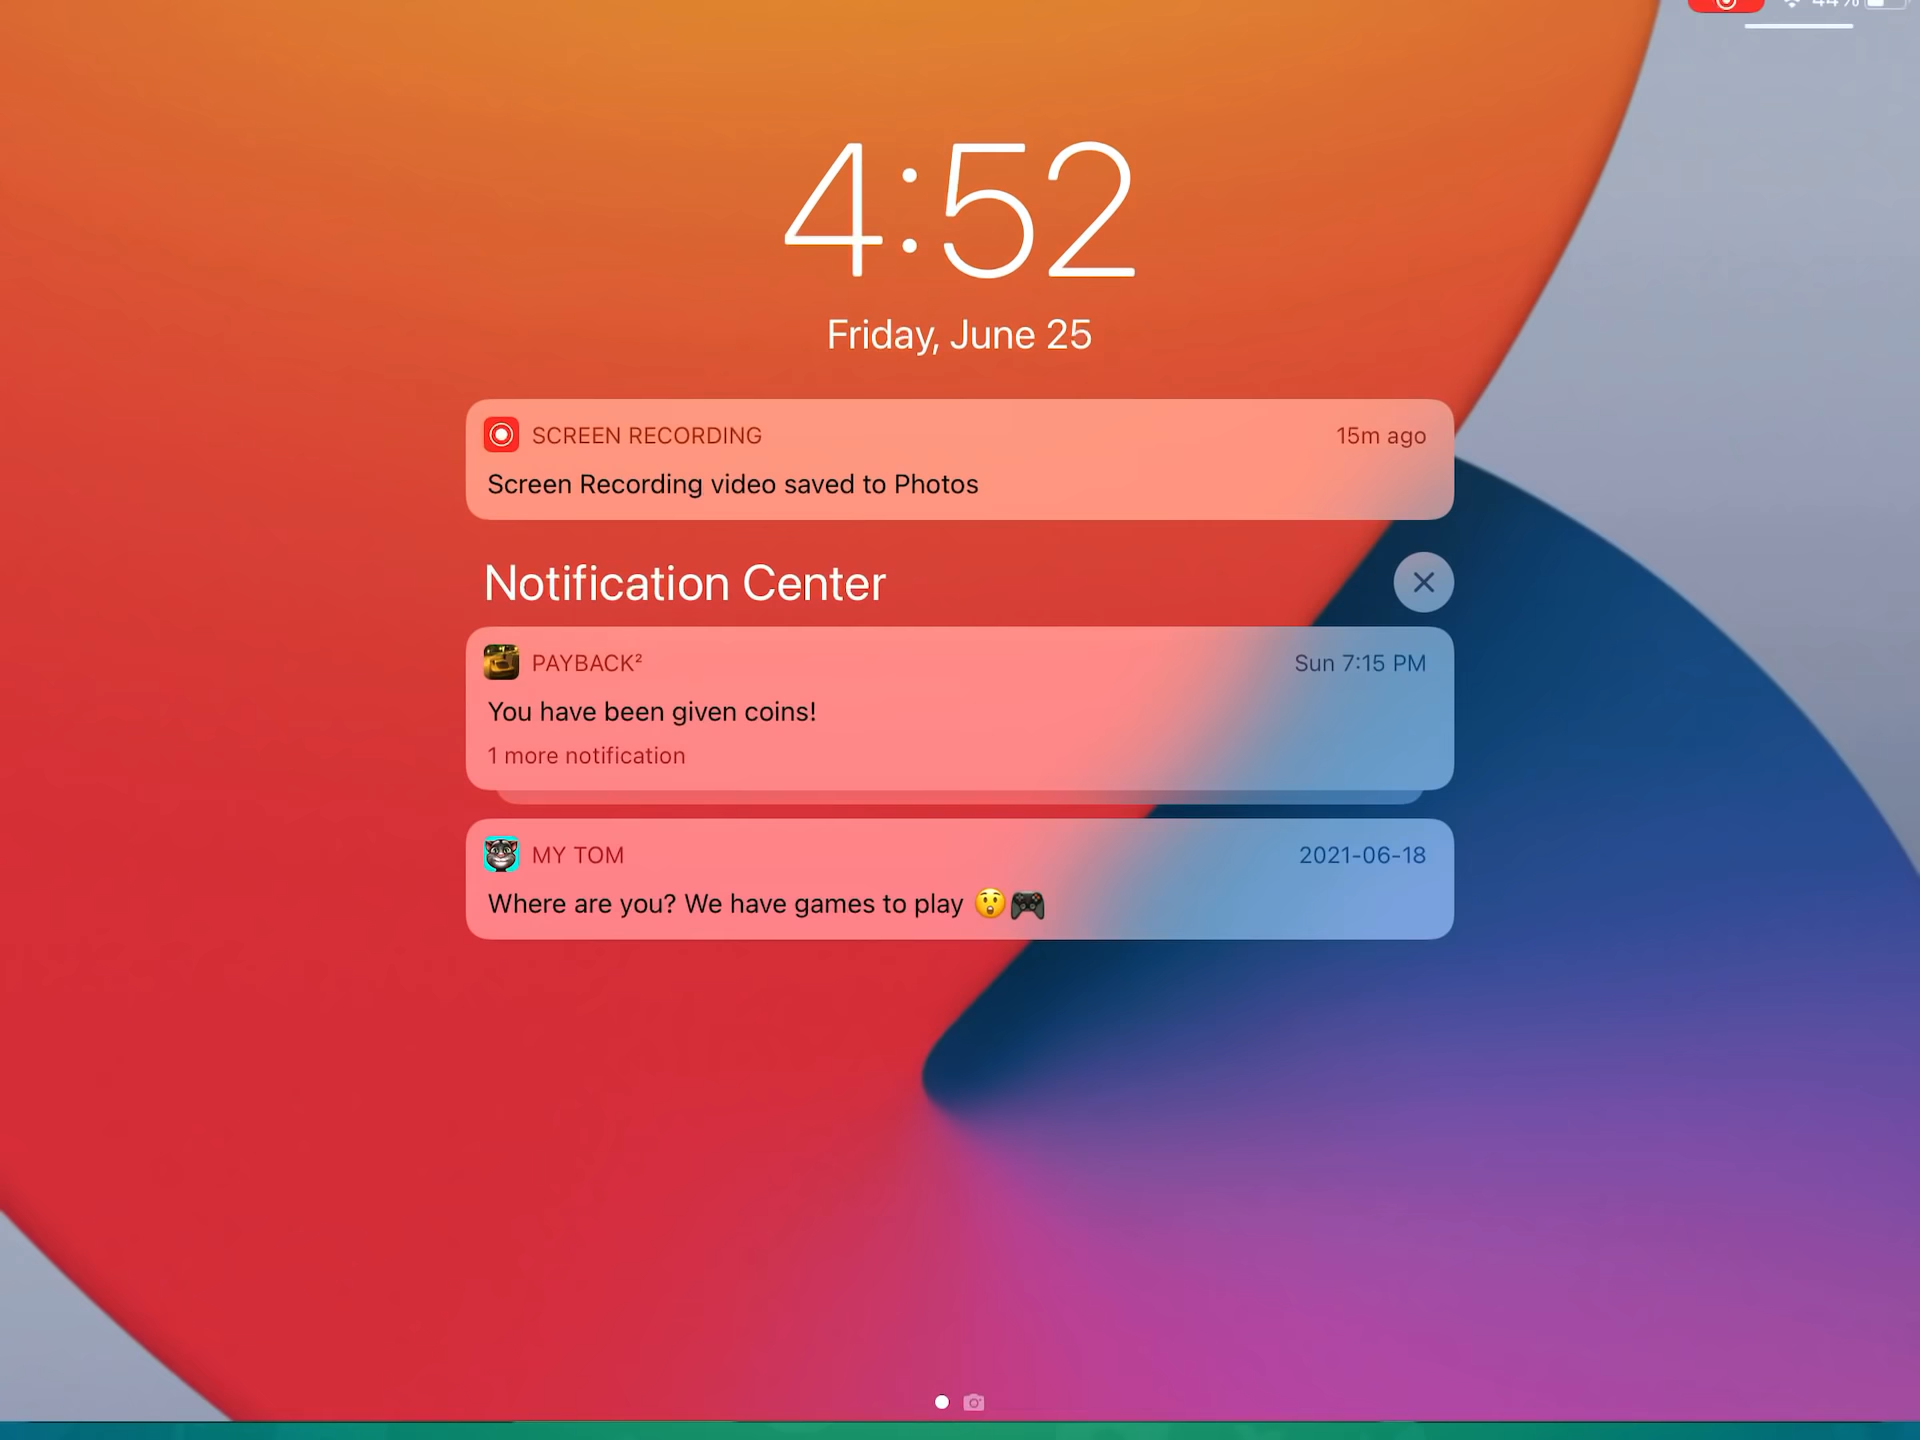 44%
4:52
Friday, June 25
SCREEN RECORDING 15m ago
Screen Recording video saved to Photos
Notification Center
PAYBACK² Sun 7:15 PM
You have been given coins!
1 more notification
MY TOM 2021-06-18
Where are you? We have games to play 😲🎮